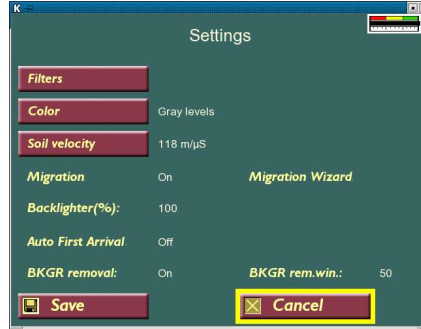 K
Settings
Filters
Color Gray levels
Soil velocity 118 m/µS
Migration On Migration Wizard
Backlighter(%): 100
Auto First Arrival Off
BKGR removal: On BKGR rem.win.: 50
Save Cancel